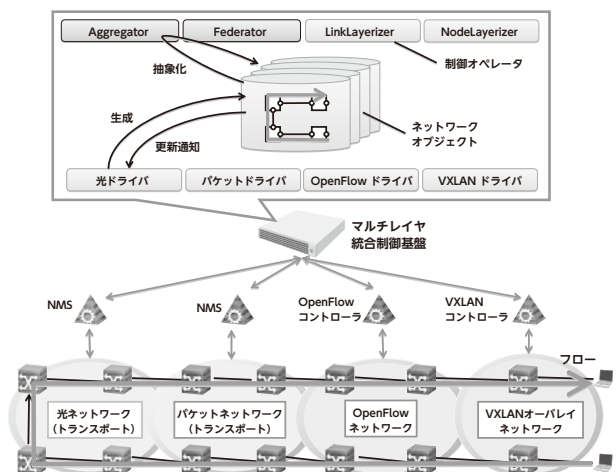 Aggregator
Federator
LinkLayerizer
NodeLayerizer
抽象化
制御オペレータ
生成
ネットワーク
オブジェクト
更新通知
光ドライバ
パケットドライバ
OpenFlow ドライバ
VXLAN ドライバ
マルチレイヤ
統合制御基盤
NMS
NMS
OpenFlow
コントローラ
VXLAN
コントローラ
フロー
光ネットワーク
(トランスポート)
パケットネットワーク
(トランスポート)
OpenFlow
ネットワーク
VXLANオーバレイ
ネットワーク